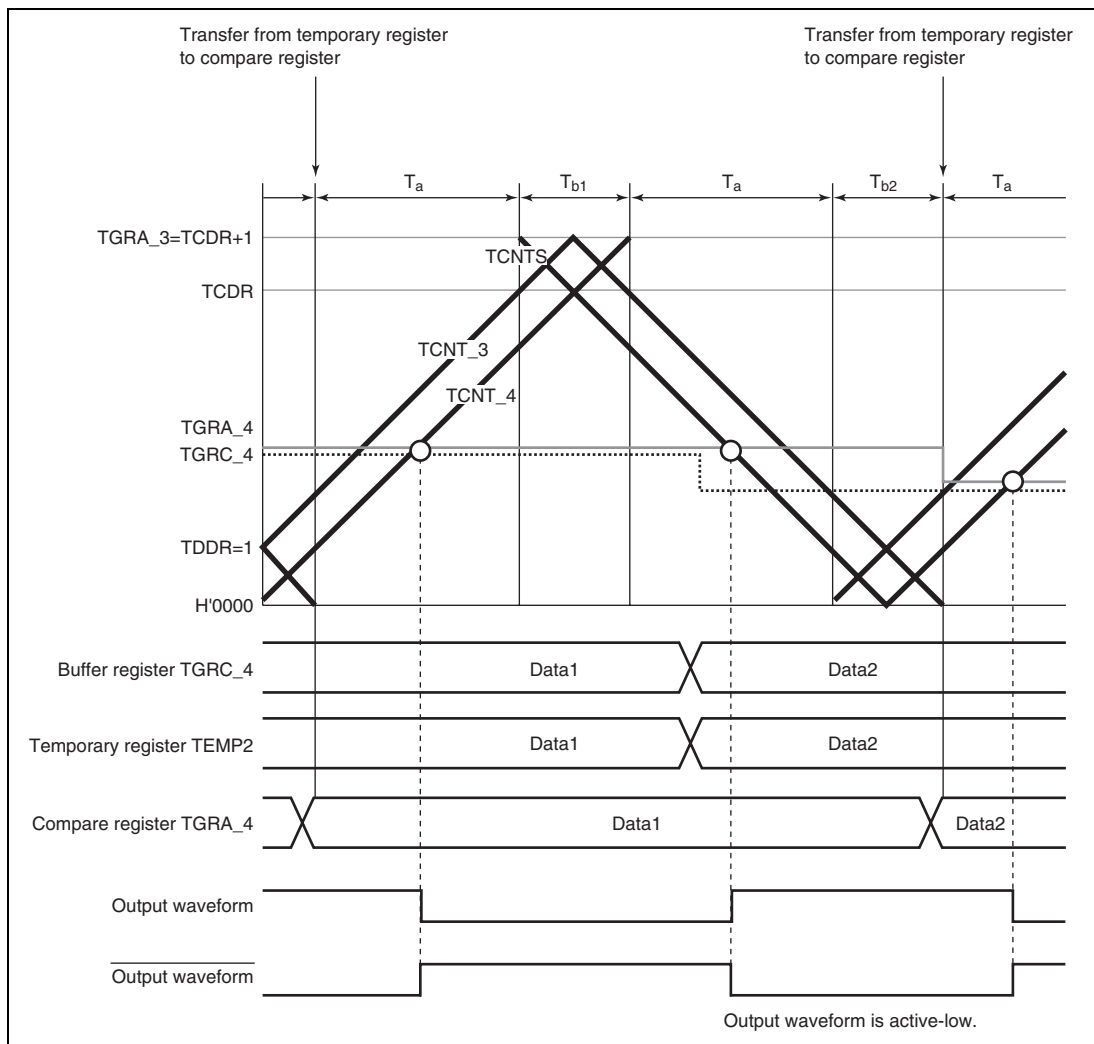 Transfer from temporary register
to compare register
Transfer from temporary register
to compare register
Ta
Tb1
Ta
Tb2
Ta
TGRA_3=TCDR+1
TCNTS
TCDR
TCNT_3
TCNT_4
TGRA_4
TGRC_4
TDDR=1
H'0000
Buffer register TGRC_4
Data1
Data2
Temporary register TEMP2
Data1
Data2
Compare register TGRA_4
Data1
Data2
Output waveform
Output waveform
Output waveform is active-low.